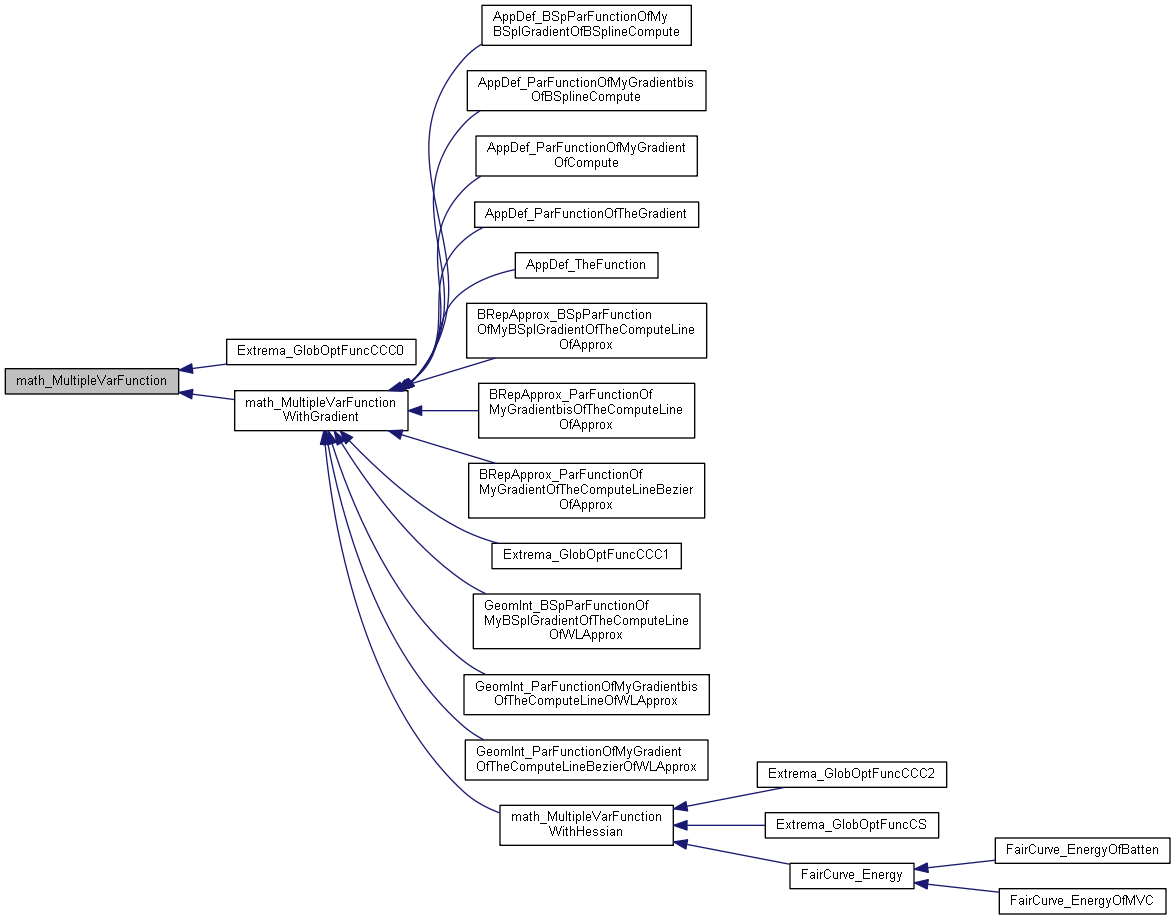 AppDef_BSpParFunctionOfMy
BSplGradientOfBSplineCompute
AppDef_ParFunctionOfMyGradientbis
OfBSplineCompute
AppDef_ParFunctionOfMyGradient
OfCompute
AppDef_ParFunctionOfTheGradient
AppDef_TheFunction
BRepApprox_BSpParFunction
OfMyBSplGradientOfTheComputeLine
OfApprox
Extrema_GlobOptFuncCCC0
math_MultipleVarFunction
math_MultipleVarFunction
WithGradient
BRepApprox_ParFunctionOf
MyGradientbisOfTheComputeLine
OfApprox
BRepApprox_ParFunctionOf
MyGradientOfTheComputeLineBezier
OfApprox
Extrema_GlobOptFuncCCC1
GeomInt_BSpParFunctionOf
MyBSplGradientOfTheComputeLine
OfWLApprox
GeomInt_ParFunctionOfMyGradientbis
OfTheComputeLineOfWLApprox
GeomInt_ParFunctionOfMyGradient
OfTheComputeLineBezierOfWLApprox
math_MultipleVarFunction
WithHessian
Extrema_GlobOptFuncCCC2
Extrema_GlobOptFuncCS
FairCurve_Energy
FairCurve_EnergyOfBatten
FairCurve_EnergyOfMVC